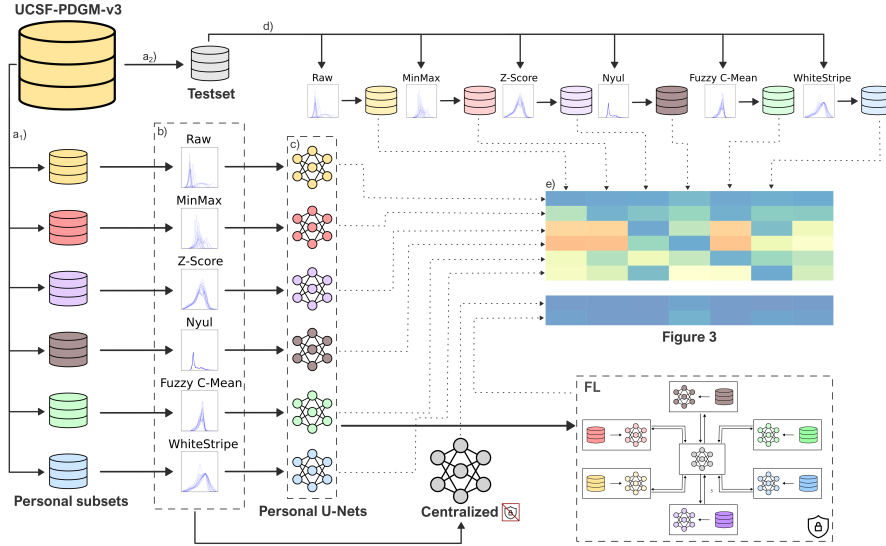 UCSF-PDGM-v3
a₂)
Testset
d)
Raw
MinMax
Z-Score
Nyul
Fuzzy C-Mean
WhiteStripe
a₁)
b)
c)
e)
Raw
MinMax
Z-Score
Nyul
Fuzzy C-Mean
WhiteStripe
Personal subsets
Personal U-Nets
Centralized
Figure 3
FL
,